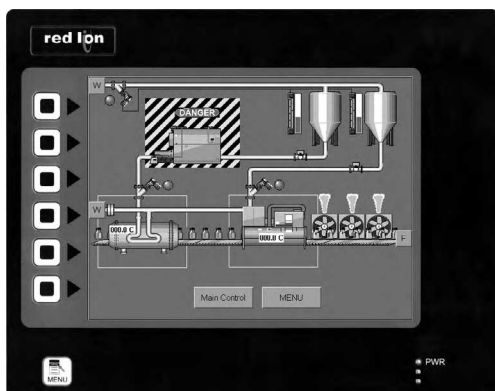 red lion
W
DANGER
W
000.0 C
000.0 C
F
Main Control
MENU
PWR
MENU